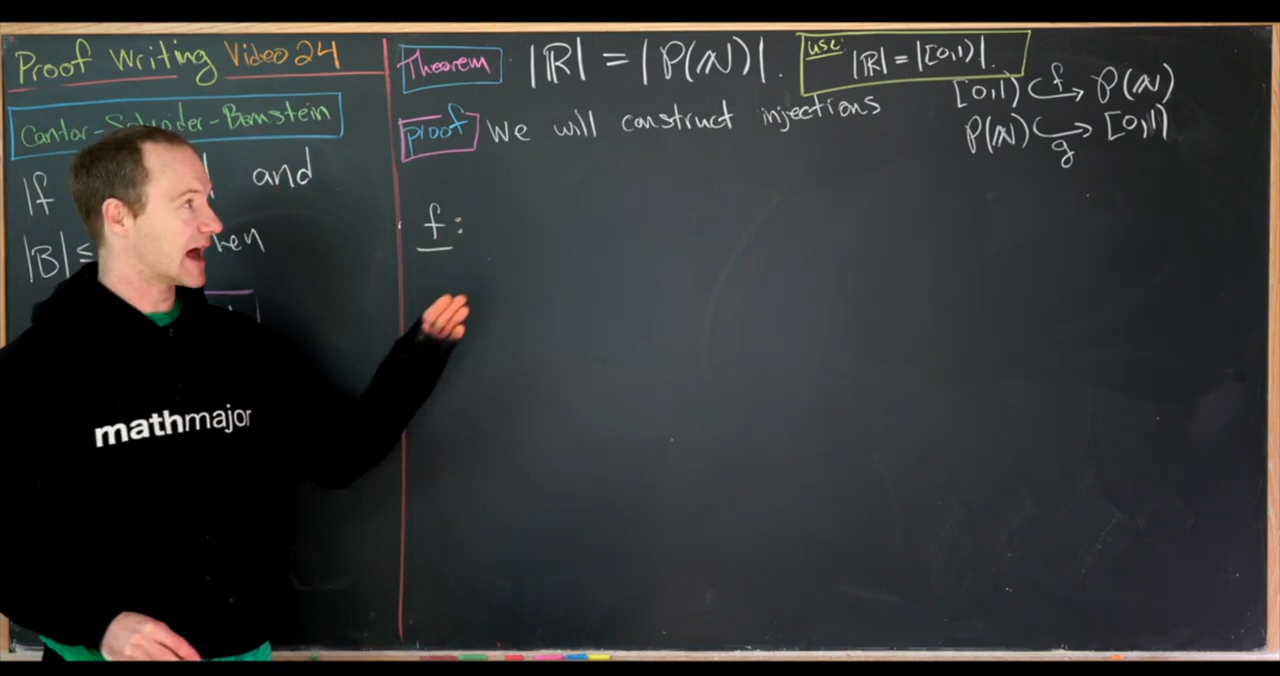 Proof Writing Video 24
Cantor-Schroder-Bernstein
If and
|B| ≤
Theorem |ℝ| = |P(ℕ)|.
use: |ℝ| = |[0,1)|.
proof We will construct injections
[0,1) ↪ f P(ℕ)
P(ℕ) ↪ g [0,1)
f:
mathmajor